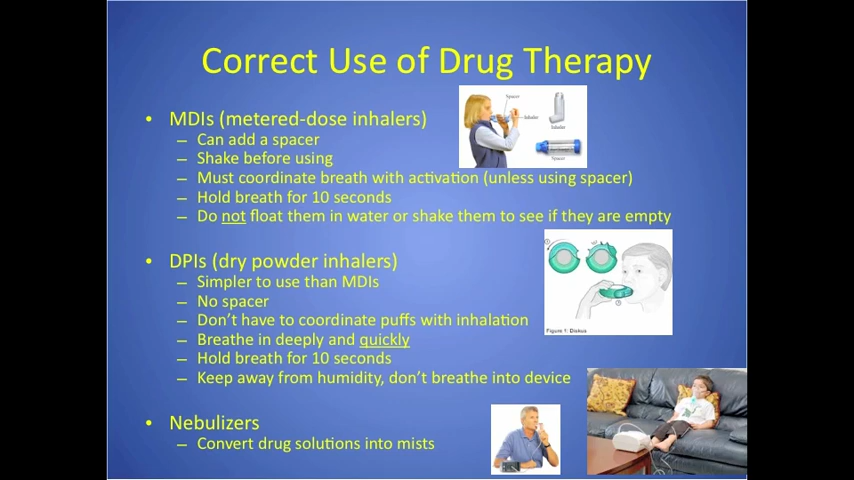 Correct Use of Drug Therapy
• MDIs (metered-dose inhalers)
– Can add a spacer
– Shake before using
– Must coordinate breath with activation (unless using spacer)
– Hold breath for 10 seconds
– Do not float them in water or shake them to see if they are empty
Spacer
Inhaler
Inhaler
Spacer
• DPIs (dry powder inhalers)
– Simpler to use than MDIs
– No spacer
– Don't have to coordinate puffs with inhalation
– Breathe in deeply and quickly
– Hold breath for 10 seconds
– Keep away from humidity, don't breathe into device
Figure 1: Diskus
• Nebulizers
– Convert drug solutions into mists